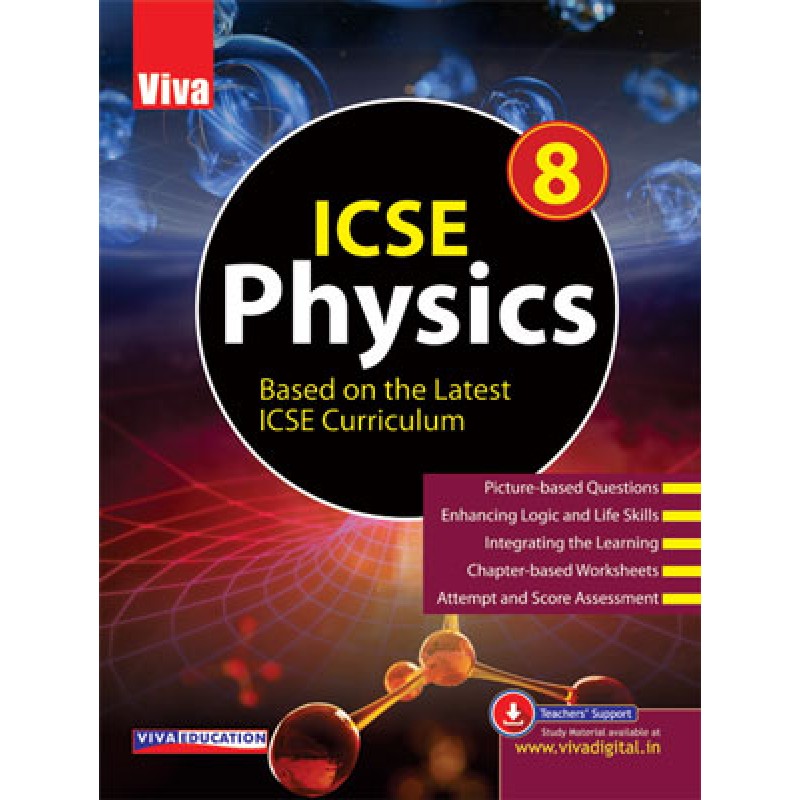 Viva
8
ICSE
Physics
Based on the Latest
ICSE Curriculum
Picture-based Questions
Enhancing Logic and Life Skills
Integrating the Learning
Chapter-based Worksheets
Attempt and Score Assessment
VIVA EDUCATION
Teachers' Support
Study Material available at
www.vivadigital.in